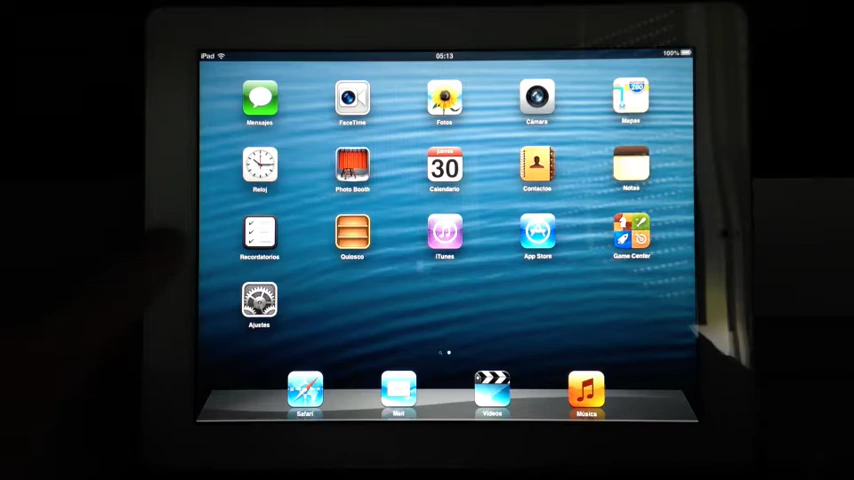 iPad 05:13 100%
Mensajes FaceTime Fotos Cámara Mapas
280
jueves
30
Reloj Photo Booth Calendario Contactos Notas
Recordatorios Quiosco iTunes App Store Game Center
Ajustes
Safari Mail Vídeos Música